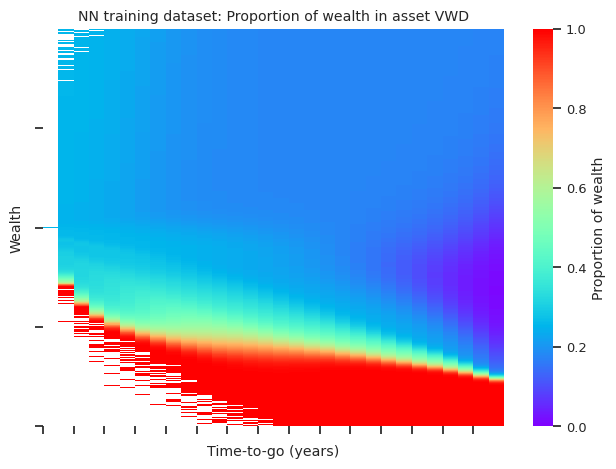 NN training dataset: Proportion of wealth in asset VWD
Wealth
Time-to-go (years)
1.0
0.8
0.6
0.4
0.2
0.0
Proportion of wealth